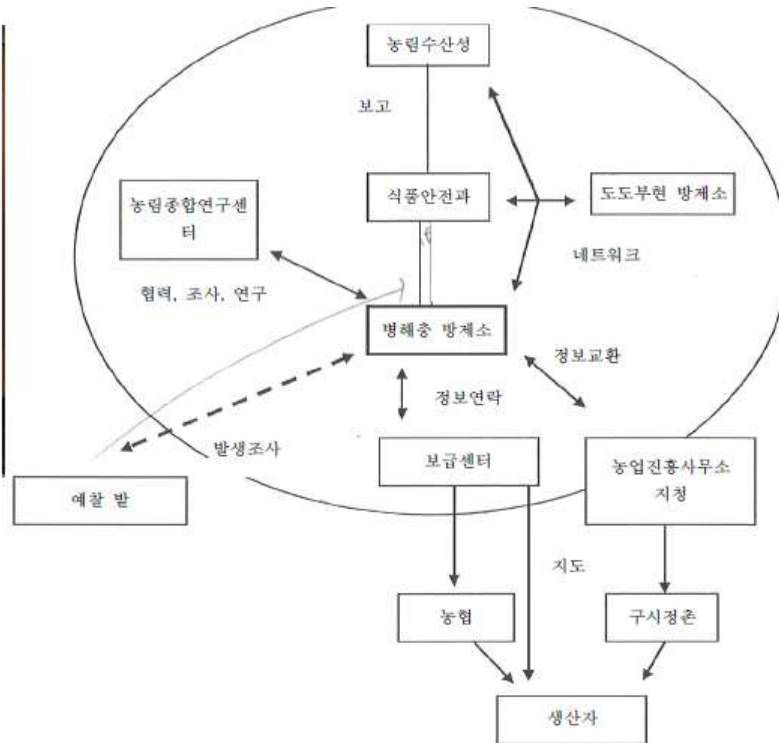 농림수산성
보고
농림종합연구센
터
식품안전과
도도부현 방제소
네트워크
협력, 조사, 연구
병해충 방제소
정보교환
정보연락
발생조사
보급센터
농업진흥사무소
지청
예찰 밭
지도
농협
구시정촌
생산자